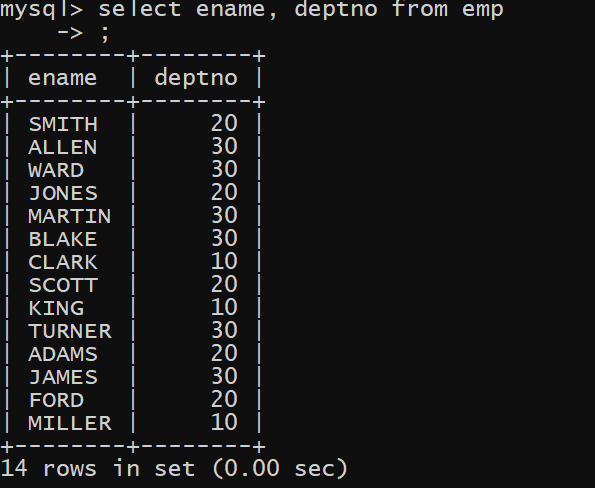 mysql> select ename, deptno from emp
    -> ;
+--------+--------+
| ename  | deptno |
+--------+--------+
| SMITH  |     20 |
| ALLEN  |     30 |
| WARD   |     30 |
| JONES  |     20 |
| MARTIN |     30 |
| BLAKE  |     30 |
| CLARK  |     10 |
| SCOTT  |     20 |
| KING   |     10 |
| TURNER |     30 |
| ADAMS  |     20 |
| JAMES  |     30 |
| FORD   |     20 |
| MILLER |     10 |
+--------+--------+
14 rows in set (0.00 sec)